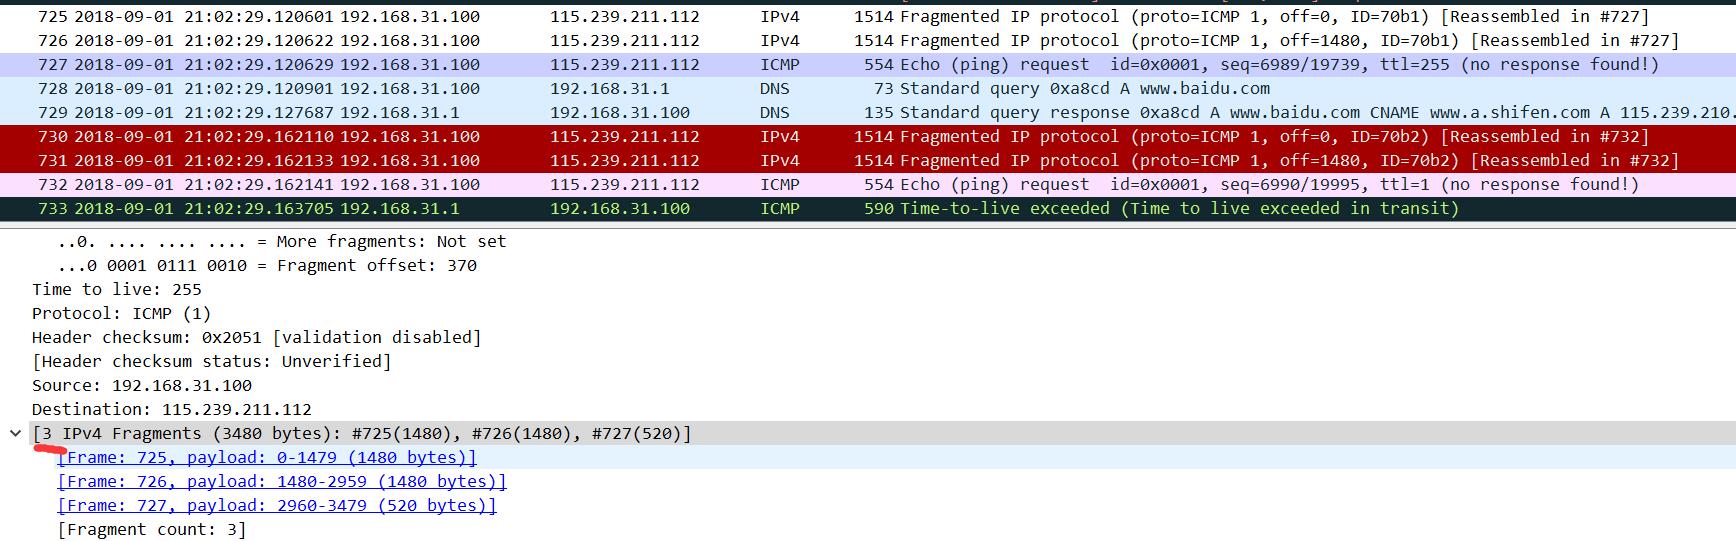 725 2018-09-01 21:02:29.120601 192.168.31.100 115.239.211.112 IPv4 1514 Fragmented IP protocol (proto=ICMP 1, off=0, ID=70b1) [Reassembled in #727]
726 2018-09-01 21:02:29.120622 192.168.31.100 115.239.211.112 IPv4 1514 Fragmented IP protocol (proto=ICMP 1, off=1480, ID=70b1) [Reassembled in #727]
727 2018-09-01 21:02:29.120629 192.168.31.100 115.239.211.112 ICMP 554 Echo (ping) request id=0x0001, seq=6989/19739, ttl=255 (no response found!)
728 2018-09-01 21:02:29.120901 192.168.31.100 192.168.31.1 DNS 73 Standard query 0xa8cd A www.baidu.com
729 2018-09-01 21:02:29.127687 192.168.31.1 192.168.31.100 DNS 135 Standard query response 0xa8cd A www.baidu.com CNAME www.a.shifen.com A 115.239.210.
730 2018-09-01 21:02:29.162110 192.168.31.100 115.239.211.112 IPv4 1514 Fragmented IP protocol (proto=ICMP 1, off=0, ID=70b2) [Reassembled in #732]
731 2018-09-01 21:02:29.162133 192.168.31.100 115.239.211.112 IPv4 1514 Fragmented IP protocol (proto=ICMP 1, off=1480, ID=70b2) [Reassembled in #732]
732 2018-09-01 21:02:29.162141 192.168.31.100 115.239.211.112 ICMP 554 Echo (ping) request id=0x0001, seq=6990/19995, ttl=1 (no response found!)
733 2018-09-01 21:02:29.163705 192.168.31.1 192.168.31.100 ICMP 590 Time-to-live exceeded (Time to live exceeded in transit)
..0. .... .... .... = More fragments: Not set
...0 0001 0111 0010 = Fragment offset: 370
Time to live: 255
Protocol: ICMP (1)
Header checksum: 0x2051 [validation disabled]
[Header checksum status: Unverified]
Source: 192.168.31.100
Destination: 115.239.211.112
[3 IPv4 Fragments (3480 bytes): #725(1480), #726(1480), #727(520)]
[Frame: 725, payload: 0-1479 (1480 bytes)]
[Frame: 726, payload: 1480-2959 (1480 bytes)]
[Frame: 727, payload: 2960-3479 (520 bytes)]
[Fragment count: 3]